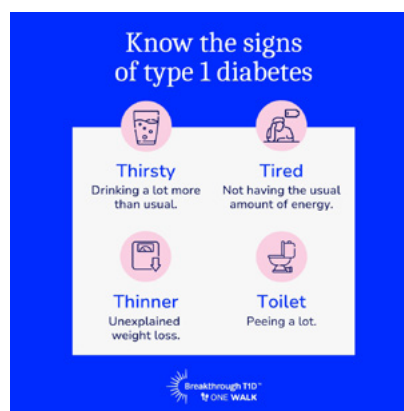 Know the signs
of type 1 diabetes
Thirsty
Drinking a lot more
than usual.
Tired
Not having the usual
amount of energy.
Thinner
Unexplained
weight loss.
Toilet
Peeing a lot.
Breakthrough T1D™
ONE WALK